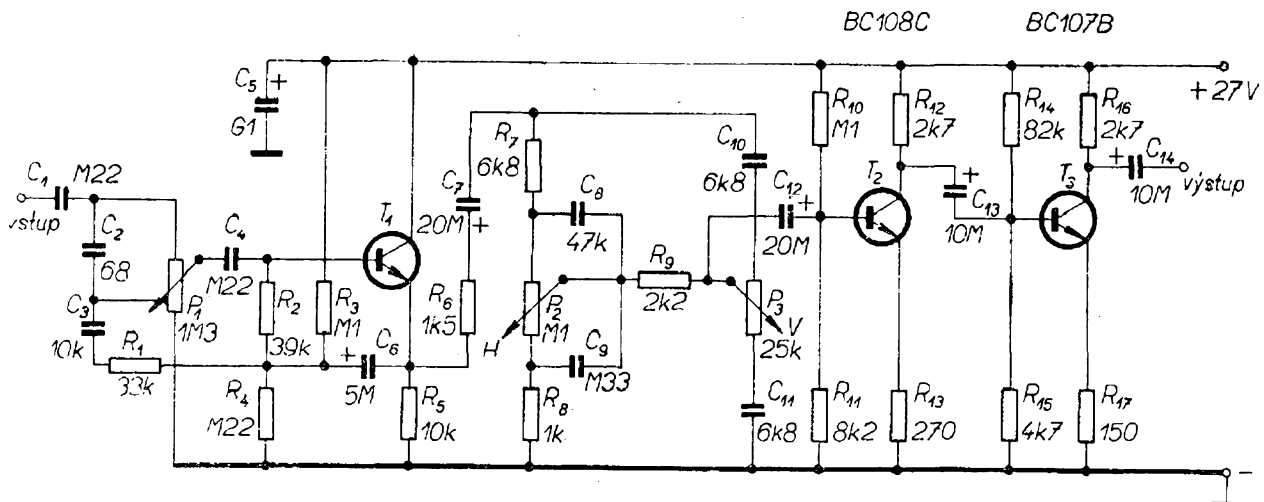 BC108C
BC107B
C5 +
G1
+27V
R10
M1
R12
2k7
R14
82k
R16
2k7
C1
M22
vstup
C2
68
C3
10k
R1
33k
P1
1M3
C4
M22
R2
39k
R3
M1
R4
M22
T1
C6 +
5M
R5
10k
C7
20M +
R6
1k5
R7
6k8
C8
47k
P2
M1
H
C9
M33
R8
1k
R9
2k2
C10
6k8
C12 +
20M
P3
25k
V
C11
6k8
R11
8k2
T2
R13
270
+ C13
10M
R15
4k7
T3
R17
150
+ C14
10M
výstup
-